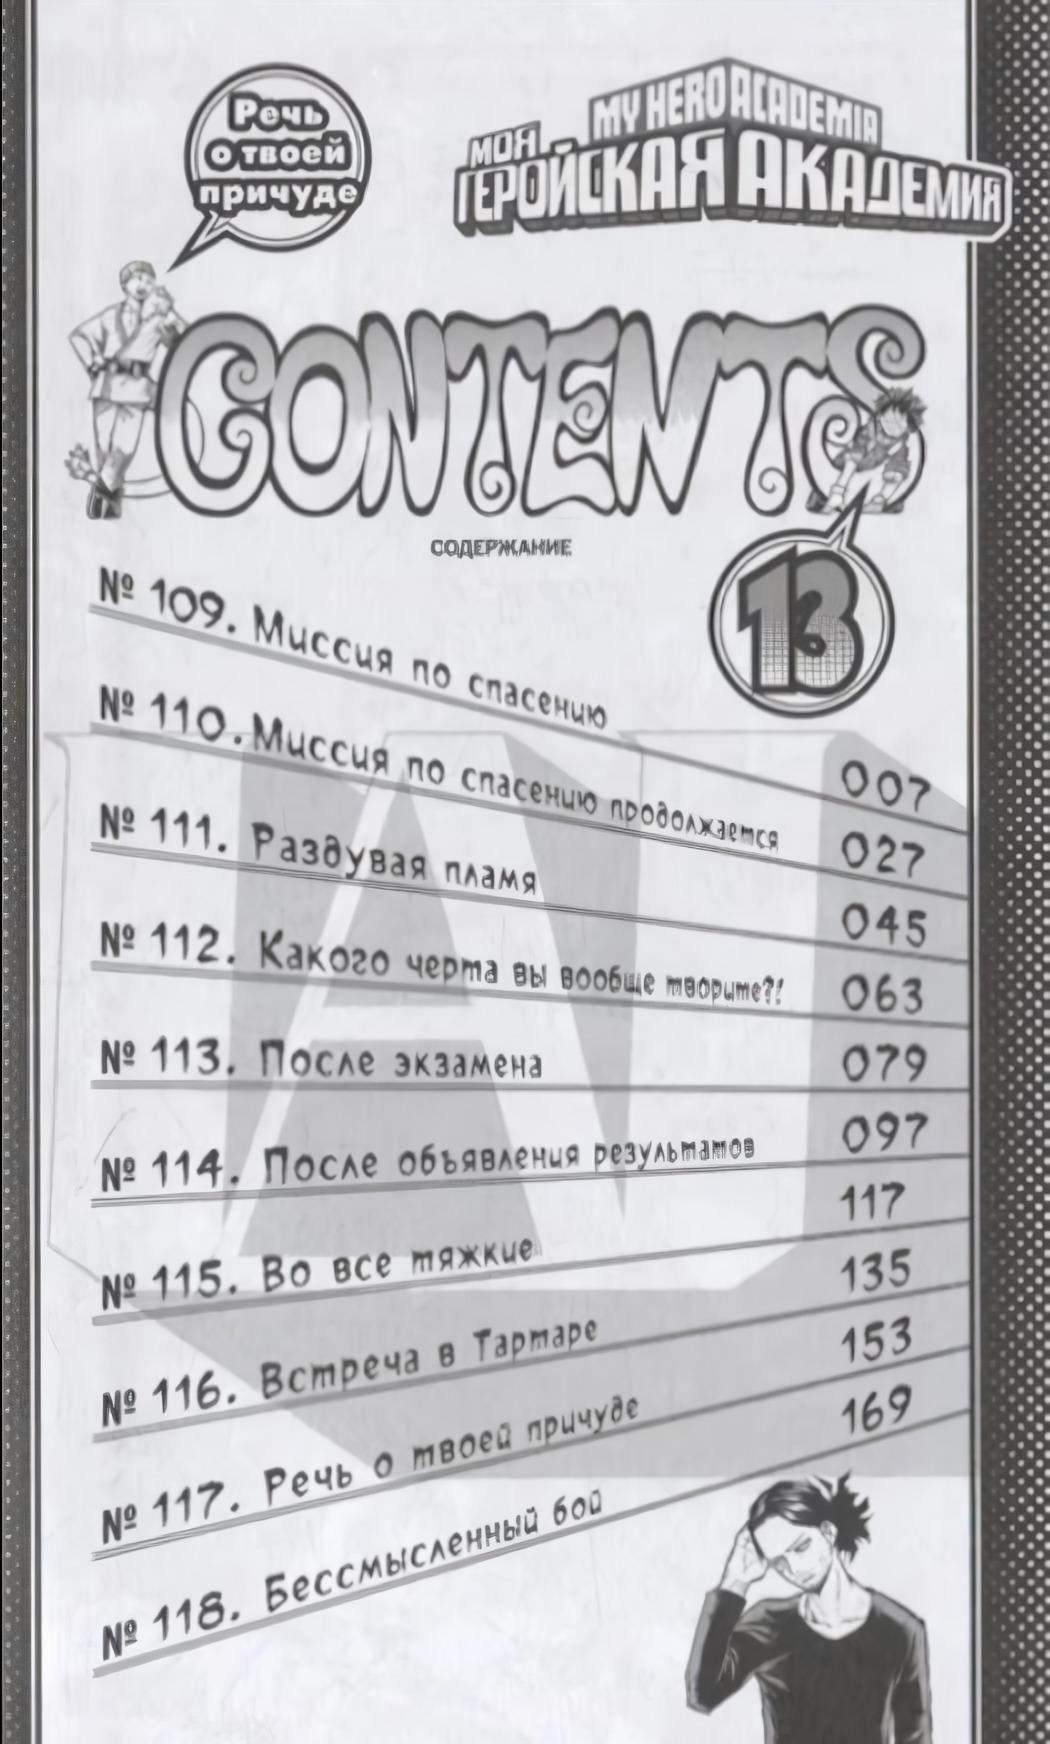 Речь
о твоей
причуде
MY HERO ACADEMIA
МОЯ
ГЕРОЙСКАЯ АКАДЕМИЯ
CONTENTS
СОДЕРЖАНИЕ
13
№ 109. Миссия по спасению 007
№ 110. Миссия по спасению продолжается 027
№ 111. Раздувая пламя 045
№ 112. Какого черта вы вообще творите?! 063
№ 113. После экзамена 079
№ 114. После объявления результатов 097
№ 115. Во все тяжкие 117
№ 116. Встреча в Тартаре 135
№ 117. Речь о твоей причуде 153
№ 118. Бессмысленный бой 169